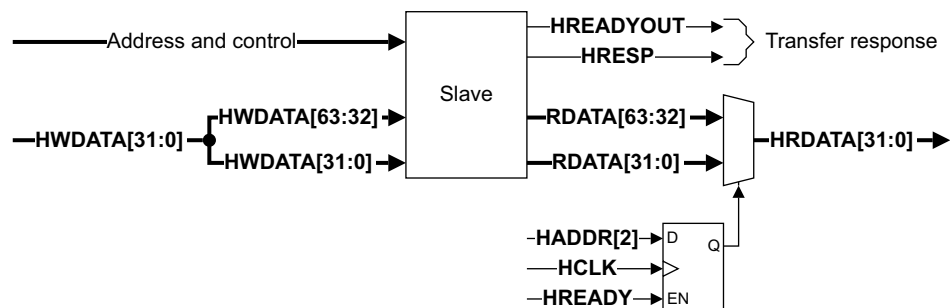 Address and control
HREADYOUT
HRESP
Transfer response
Slave
HWDATA[31:0]
HWDATA[63:32]
HWDATA[31:0]
RDATA[63:32]
RDATA[31:0]
HRDATA[31:0]
HADDR[2]
D
Q
HCLK
HREADY
EN